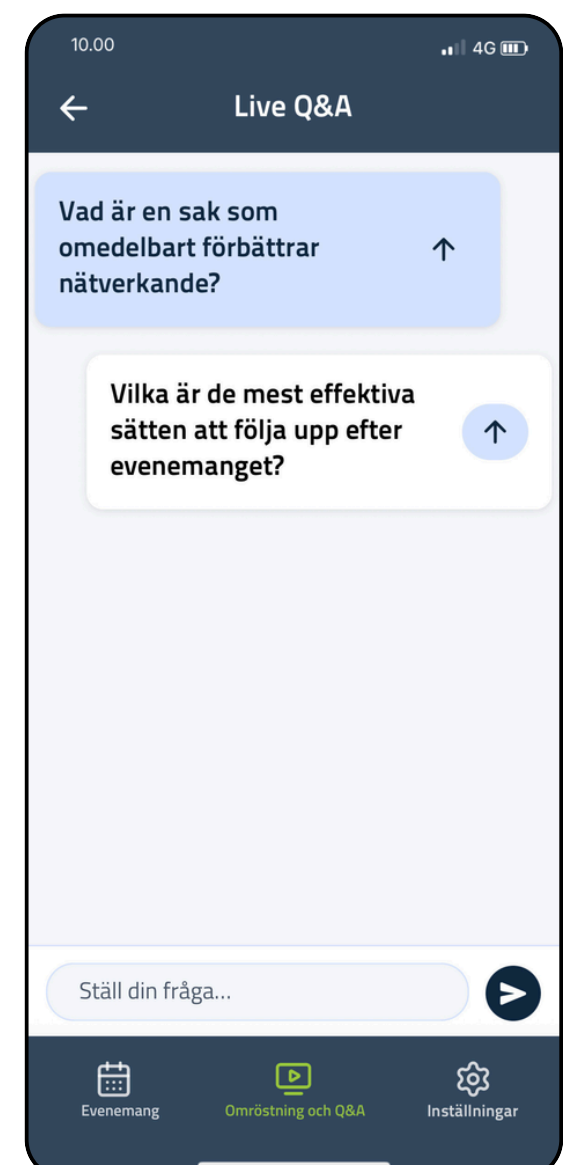 10.00 4G
Live Q&A
Vad är en sak som
omedelbart förbättrar
nätverkande?
Vilka är de mest effektiva
sätten att följa upp efter
evenemanget?
Ställ din fråga...
Evenemang Omröstning och Q&A Inställningar